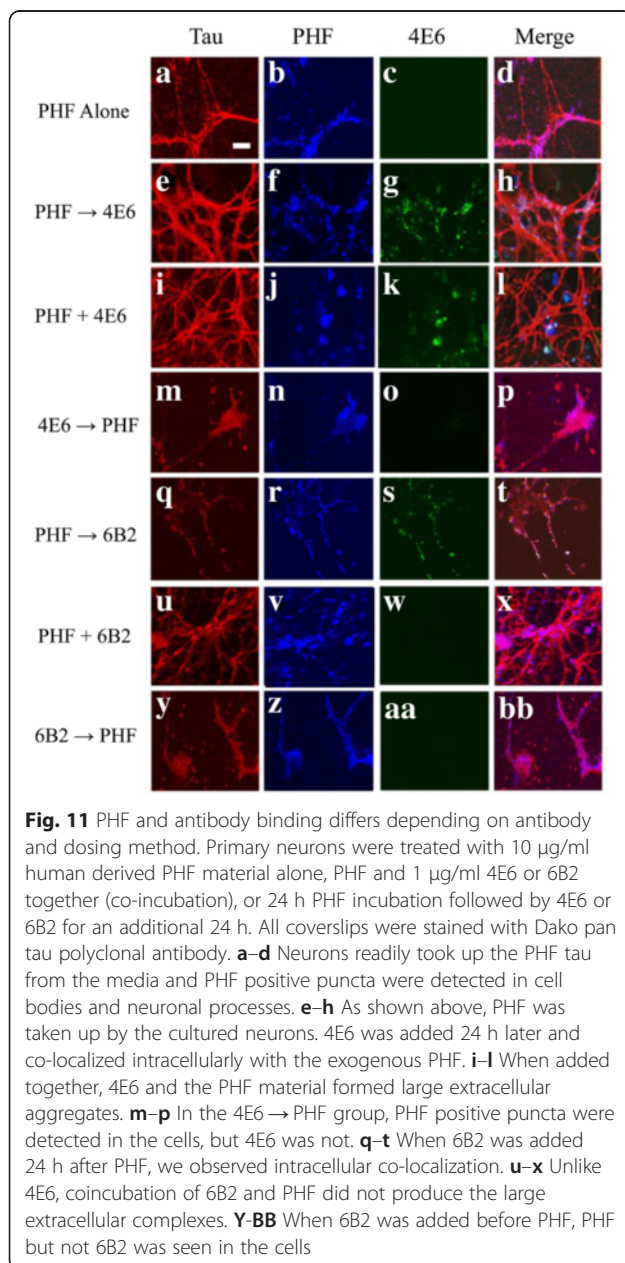 Tau PHF 4E6 Merge
PHF Alone a b c d
PHF → 4E6 e f g h
PHF + 4E6 i j k l
4E6 → PHF m n o p
PHF → 6B2 q r s t
PHF + 6B2 u v w x
6B2 → PHF y z aa bb
Fig. 11 PHF and antibody binding differs depending on antibody
and dosing method. Primary neurons were treated with 10 μg/ml
human derived PHF material alone, PHF and 1 μg/ml 4E6 or 6B2
together (co-incubation), or 24 h PHF incubation followed by 4E6 or
6B2 for an additional 24 h. All coverslips were stained with Dako pan
tau polyclonal antibody. a–d Neurons readily took up the PHF tau
from the media and PHF positive puncta were detected in cell
bodies and neuronal processes. e–h As shown above, PHF was
taken up by the cultured neurons. 4E6 was added 24 h later and
co-localized intracellularly with the exogenous PHF. i–l When added
together, 4E6 and the PHF material formed large extracellular
aggregates. m–p In the 4E6 → PHF group, PHF positive puncta were
detected in the cells, but 4E6 was not. q–t When 6B2 was added
24 h after PHF, we observed intracellular co-localization. u–x Unlike
4E6, coincubation of 6B2 and PHF did not produce the large
extracellular complexes. Y-BB When 6B2 was added before PHF, PHF
but not 6B2 was seen in the cells